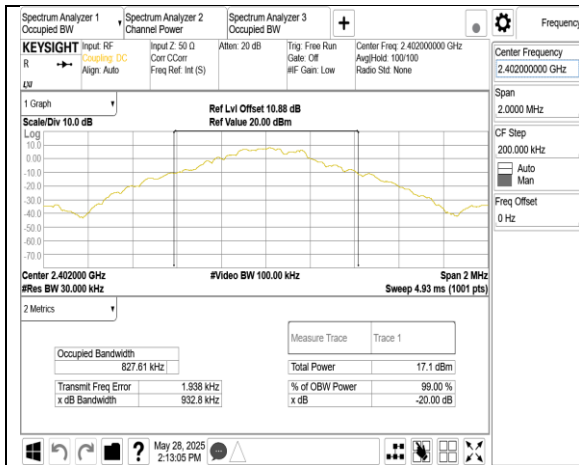 Spectrum Analyzer 1
Occupied BW
Spectrum Analyzer 2
Channel Power
Spectrum Analyzer 3
Occupied BW
+
Frequency
KEYSIGHT
R
LXI
Input: RF
Coupling: DC
Align: Auto
Input Z: 50 Ω
Corr CCorr
Freq Ref: Int (S)
Atten: 20 dB
Trig: Free Run
Gate: Off
#IF Gain: Low
Center Freq: 2.402000000 GHz
Avg|Hold: 100/100
Radio Std: None
Center Frequency
2.402000000 GHz
Span
2.0000 MHz
CF Step
200.000 kHz
Auto
Man
Freq Offset
0 Hz
1 Graph
Scale/Div 10.0 dB
Ref Lvl Offset 10.88 dB
Ref Value 20.00 dBm
Log
10.0
0.00
-10.0
-20.0
-30.0
-40.0
-50.0
-60.0
-70.0
Center 2.402000 GHz
#Video BW 100.00 kHz
Span 2 MHz
#Res BW 30.000 kHz
Sweep 4.93 ms (1001 pts)
2 Metrics
Measure Trace Trace 1
Occupied Bandwidth
827.61 kHz
Total Power 17.1 dBm
Transmit Freq Error 1.938 kHz
% of OBW Power 99.00 %
x dB Bandwidth 932.8 kHz
x dB -20.00 dB
?
May 28, 2025
2:13:05 PM